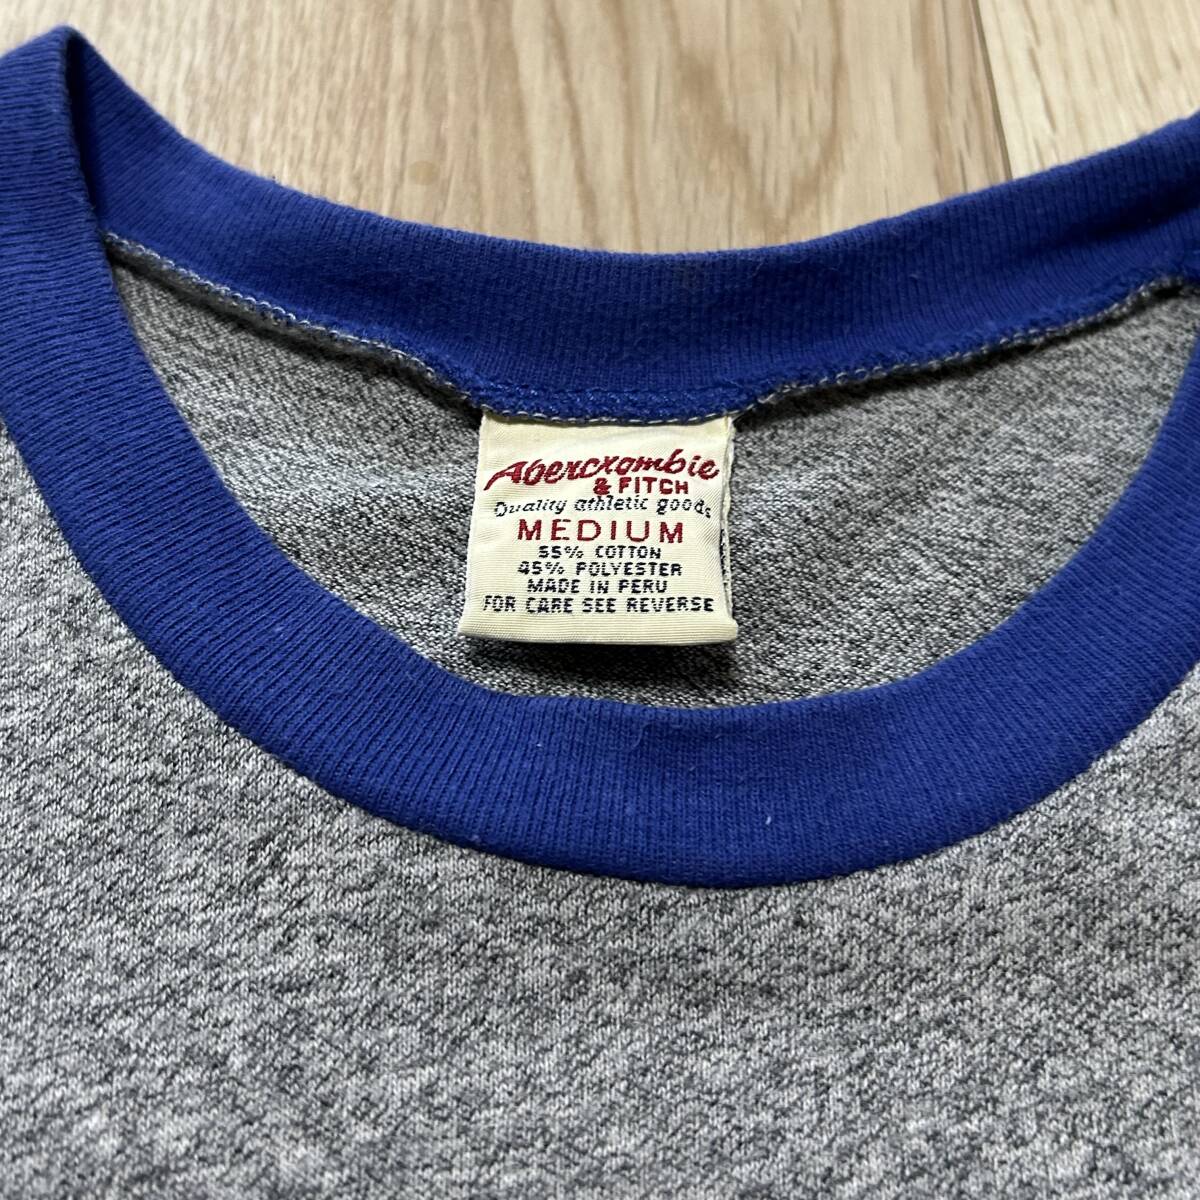 Abercrombie
& FITCH
Quality athletic goods
MEDIUM
55% COTTON
45% POLYESTER
MADE IN PERU
FOR CARE SEE REVERSE